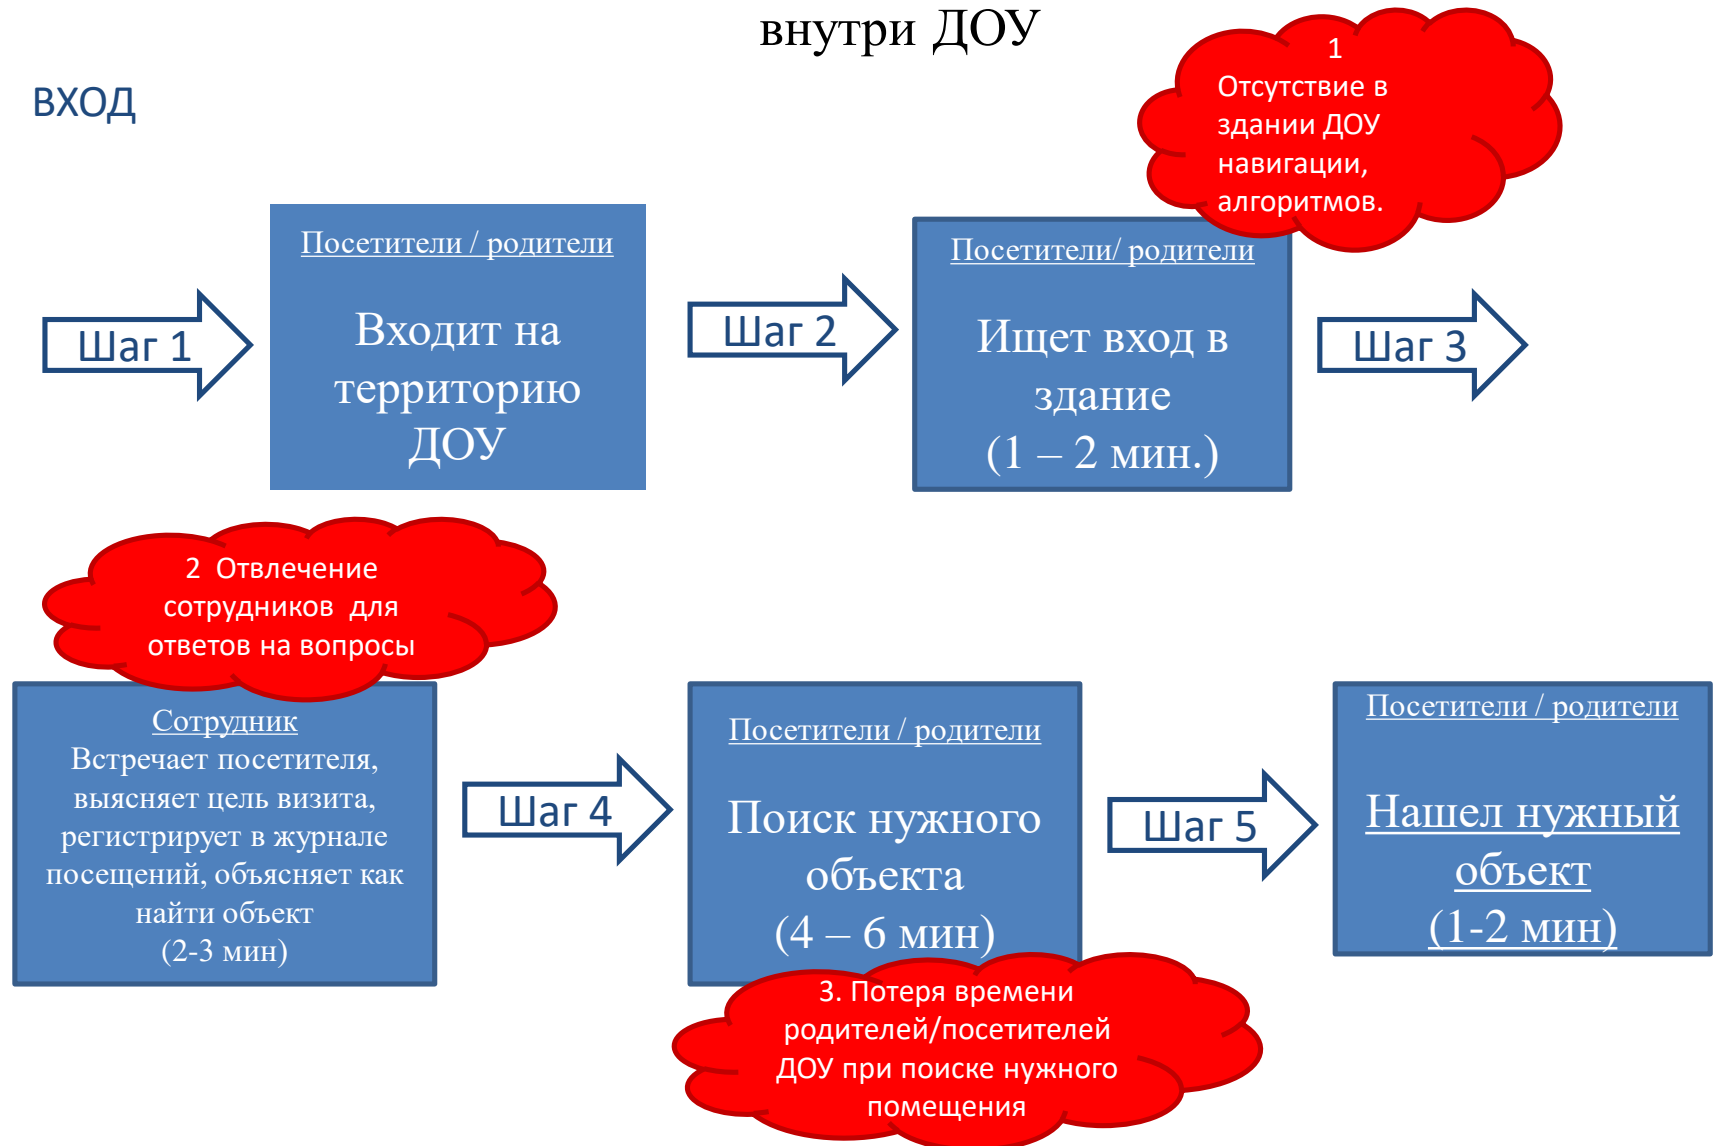 внутри ДОУ
ВХОД
1
Отсутствие в
здании ДОУ
навигации,
алгоритмов.
Шаг 1
Посетители / родители
Входит на
территорию
ДОУ
Шаг 2
Посетители/ родители
Ищет вход в
здание
(1 – 2 мин.)
Шаг 3
2  Отвлечение
сотрудников  для
ответов на вопросы
Сотрудник
Встречает посетителя,
выясняет цель визита,
регистрирует в журнале
посещений, объясняет как
найти объект
(2-3 мин)
Шаг 4
Посетители / родители
Поиск нужного
объекта
(4 – 6 мин)
3. Потеря времени
родителей/посетителей
ДОУ при поиске нужного
помещения
Шаг 5
Посетители / родители
Нашел нужный
объект
(1-2 мин)